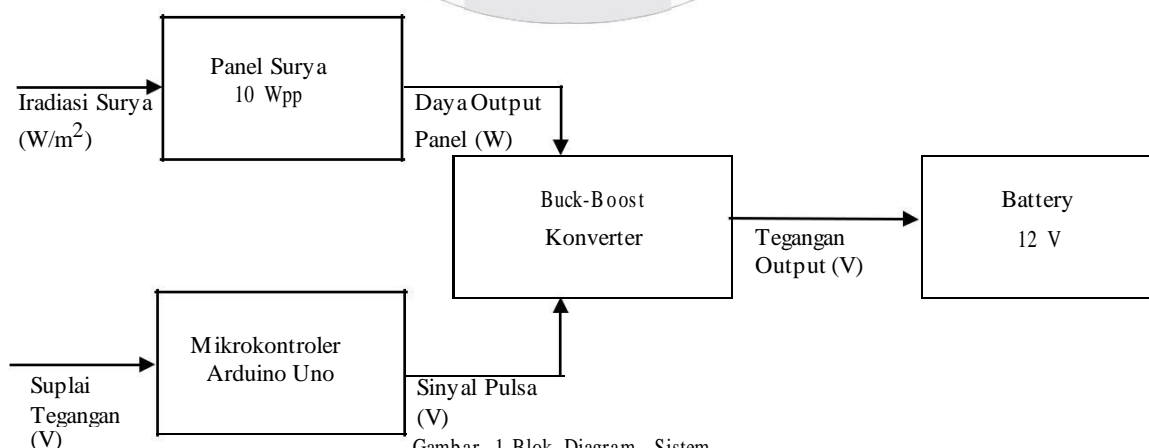 Panel Surya
10 Wpp
Iradiasi Surya
(W/m2)
Daya Output
Panel (W)
Buck-Boost
Konverter
Battery
12 V
Tegangan
Output (V)
Mikrokontroler
Arduino Uno
Suplai
Tegangan
(V)
Sinyal Pulsa
(V)
Gambar 1 Blok Diagram Sistem